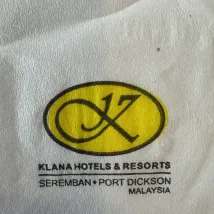 KLANA HOTELS & RESORTS
SEREMBAN • PORT DICKSON
MALAYSIA